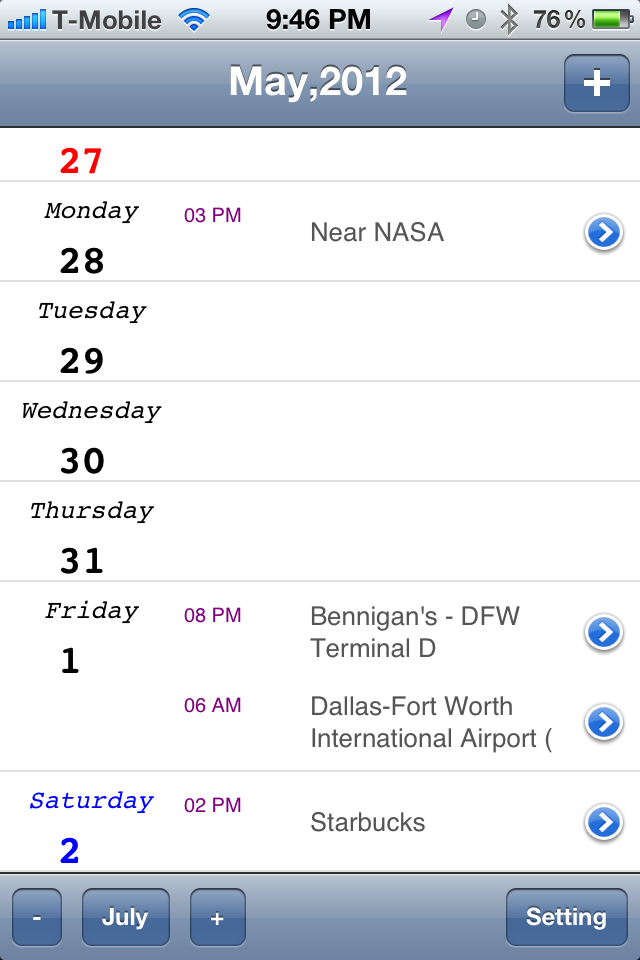 T-Mobile 9:46 PM 76%
May,2012 +
27
Monday 03 PM
Near NASA
28
Tuesday
29
Wednesday
30
Thursday
31
Friday 08 PM Bennigan's - DFW
Terminal D
1
06 AM Dallas-Fort Worth
International Airport (
Saturday 02 PM
Starbucks
2
- July + Setting